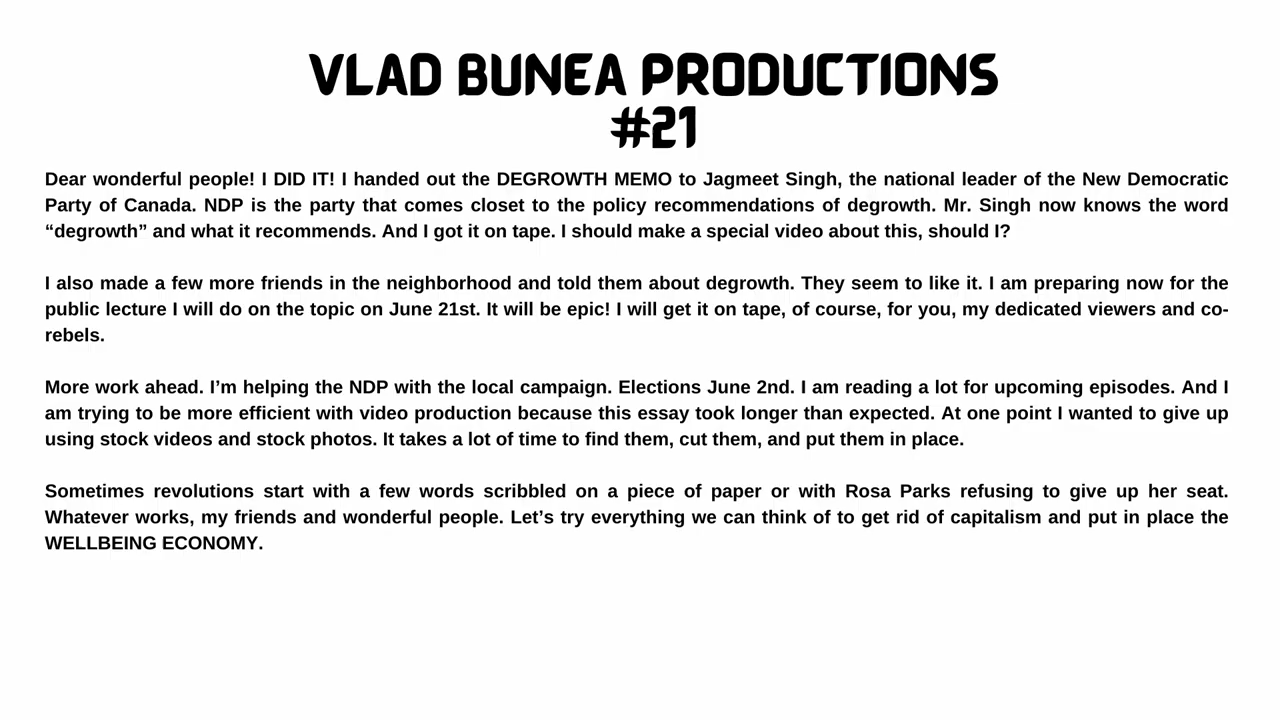 VLAD BUNEA PRODUCTIONS
#21
Dear wonderful people! I DID IT! I handed out the DEGROWTH MEMO to Jagmeet Singh, the national leader of the New Democratic
Party of Canada. NDP is the party that comes closet to the policy recommendations of degrowth. Mr. Singh now knows the word
“degrowth” and what it recommends. And I got it on tape. I should make a special video about this, should I?
I also made a few more friends in the neighborhood and told them about degrowth. They seem to like it. I am preparing now for the
public lecture I will do on the topic on June 21st. It will be epic! I will get it on tape, of course, for you, my dedicated viewers and co-
rebels.
More work ahead. I’m helping the NDP with the local campaign. Elections June 2nd. I am reading a lot for upcoming episodes. And I
am trying to be more efficient with video production because this essay took longer than expected. At one point I wanted to give up
using stock videos and stock photos. It takes a lot of time to find them, cut them, and put them in place.
Sometimes revolutions start with a few words scribbled on a piece of paper or with Rosa Parks refusing to give up her seat.
Whatever works, my friends and wonderful people. Let’s try everything we can think of to get rid of capitalism and put in place the
WELLBEING ECONOMY.